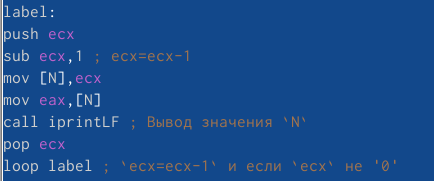 label:
push ecx
sub ecx,1 ; ecx=ecx-1
mov [N],ecx
mov eax,[N]
call iprintLF ; Вывод значения `N`
pop ecx
loop label ; `ecx=ecx-1` и если `ecx` не '0'